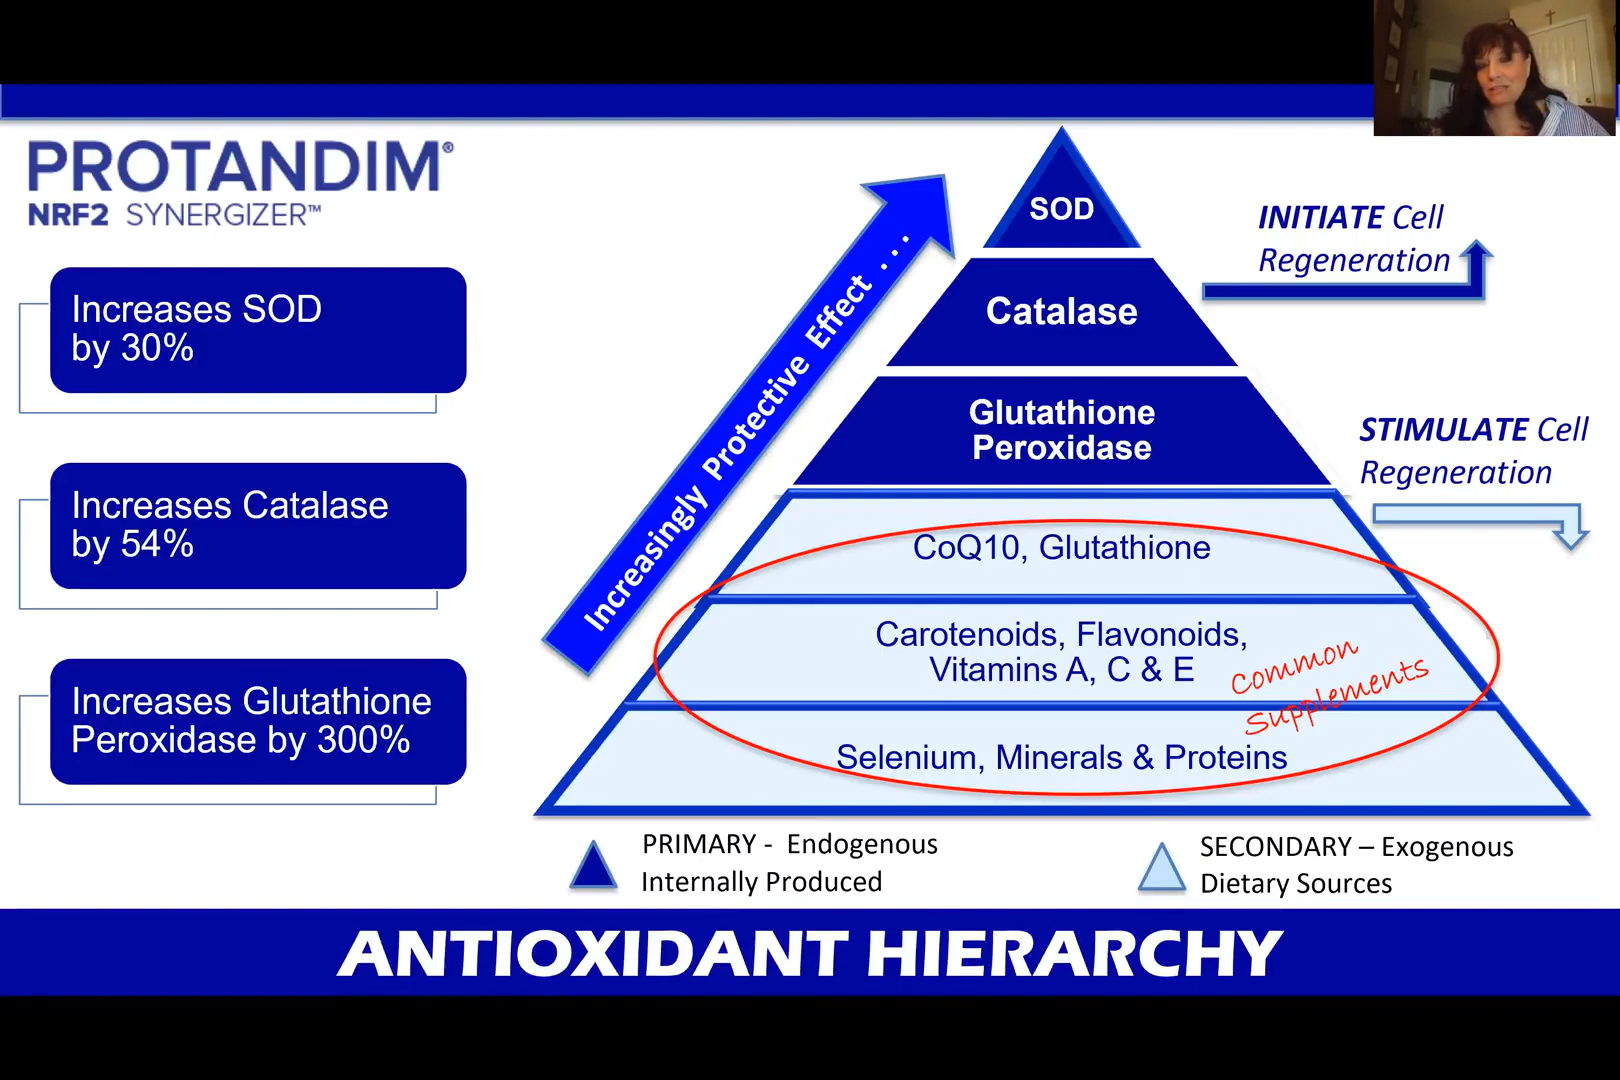 PROTANDIM®
NRF2 SYNERGIZER™
Increases SOD
by 30%
Increases Catalase
by 54%
Increases Glutathione
Peroxidase by 300%
Increasingly Protective Effect . . .
SOD
Catalase
Glutathione
Peroxidase
CoQ10, Glutathione
Carotenoids, Flavonoids,
Vitamins A, C & E
Common
Supplements
Selenium, Minerals & Proteins
INITIATE Cell
Regeneration
STIMULATE Cell
Regeneration
PRIMARY - Endogenous
Internally Produced
SECONDARY – Exogenous
Dietary Sources
ANTIOXIDANT HIERARCHY